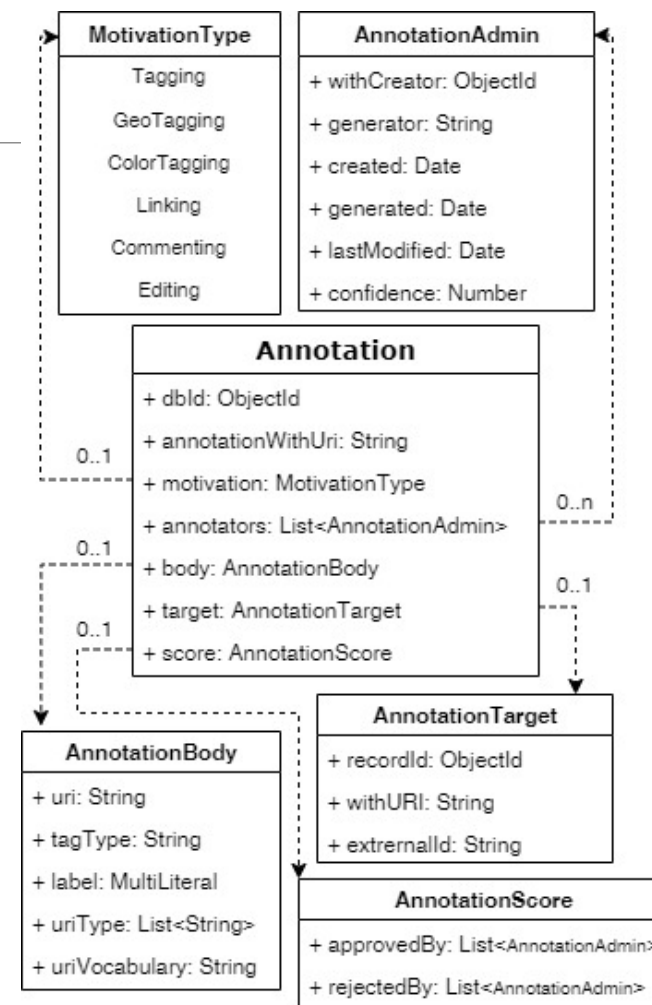 MotivationType
Tagging
GeoTagging
ColorTagging
Linking
Commenting
Editing
AnnotationAdmin
+ withCreator: ObjectId
+ generator: String
+ created: Date
+ generated: Date
+ lastModified: Date
+ confidence: Number
Annotation
+ dbId: ObjectId
+ annotationWithUri: String
+ motivation: MotivationType
+ annotators: List<AnnotationAdmin>
+ body: AnnotationBody
+ target: AnnotationTarget
+ score: AnnotationScore
0..1
0..1
0..1
0..n
0..1
AnnotationBody
+ uri: String
+ tagType: String
+ label: MultiLiteral
+ uriType: List<String>
+ uriVocabulary: String
AnnotationTarget
+ recordId: ObjectId
+ withURI: String
+ extrernalId: String
AnnotationScore
+ approvedBy: List<AnnotationAdmin>
+ rejectedBy: List<AnnotationAdmin>